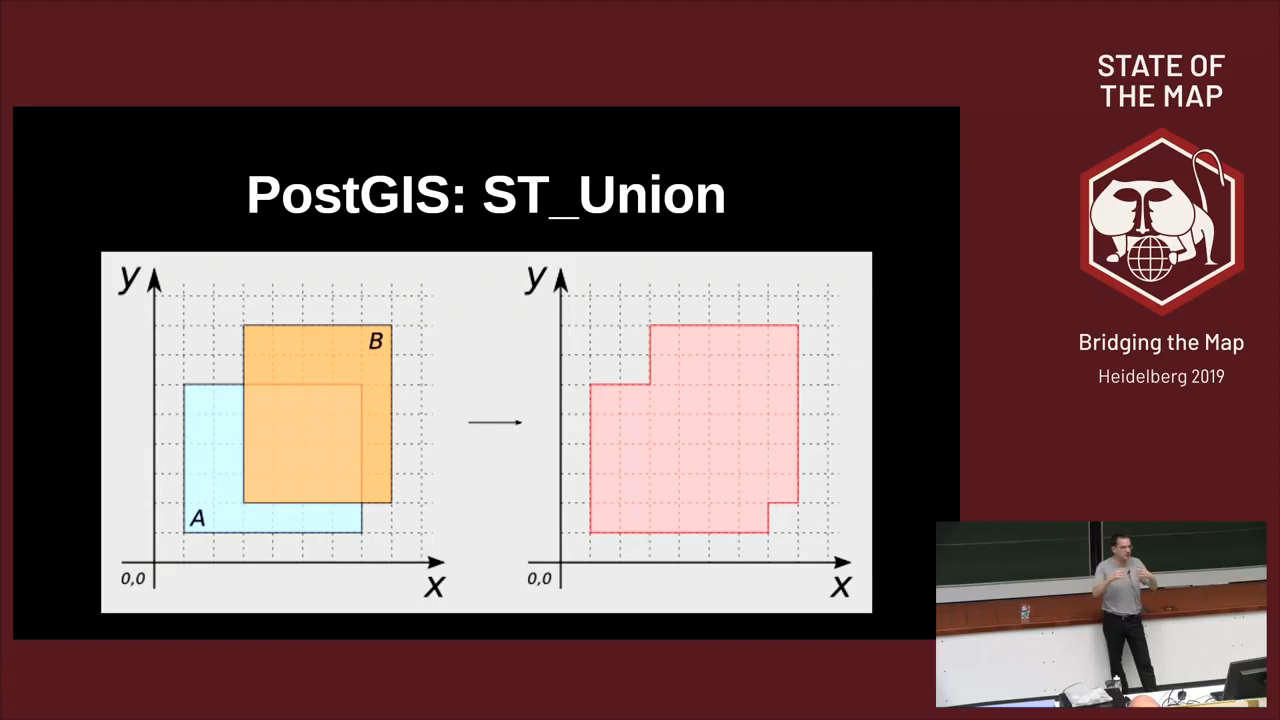 STATE OF
THE MAP
PostGIS: ST_Union
y
B
A
0,0
x
y
0,0
x
Bridging the Map
Heidelberg 2019